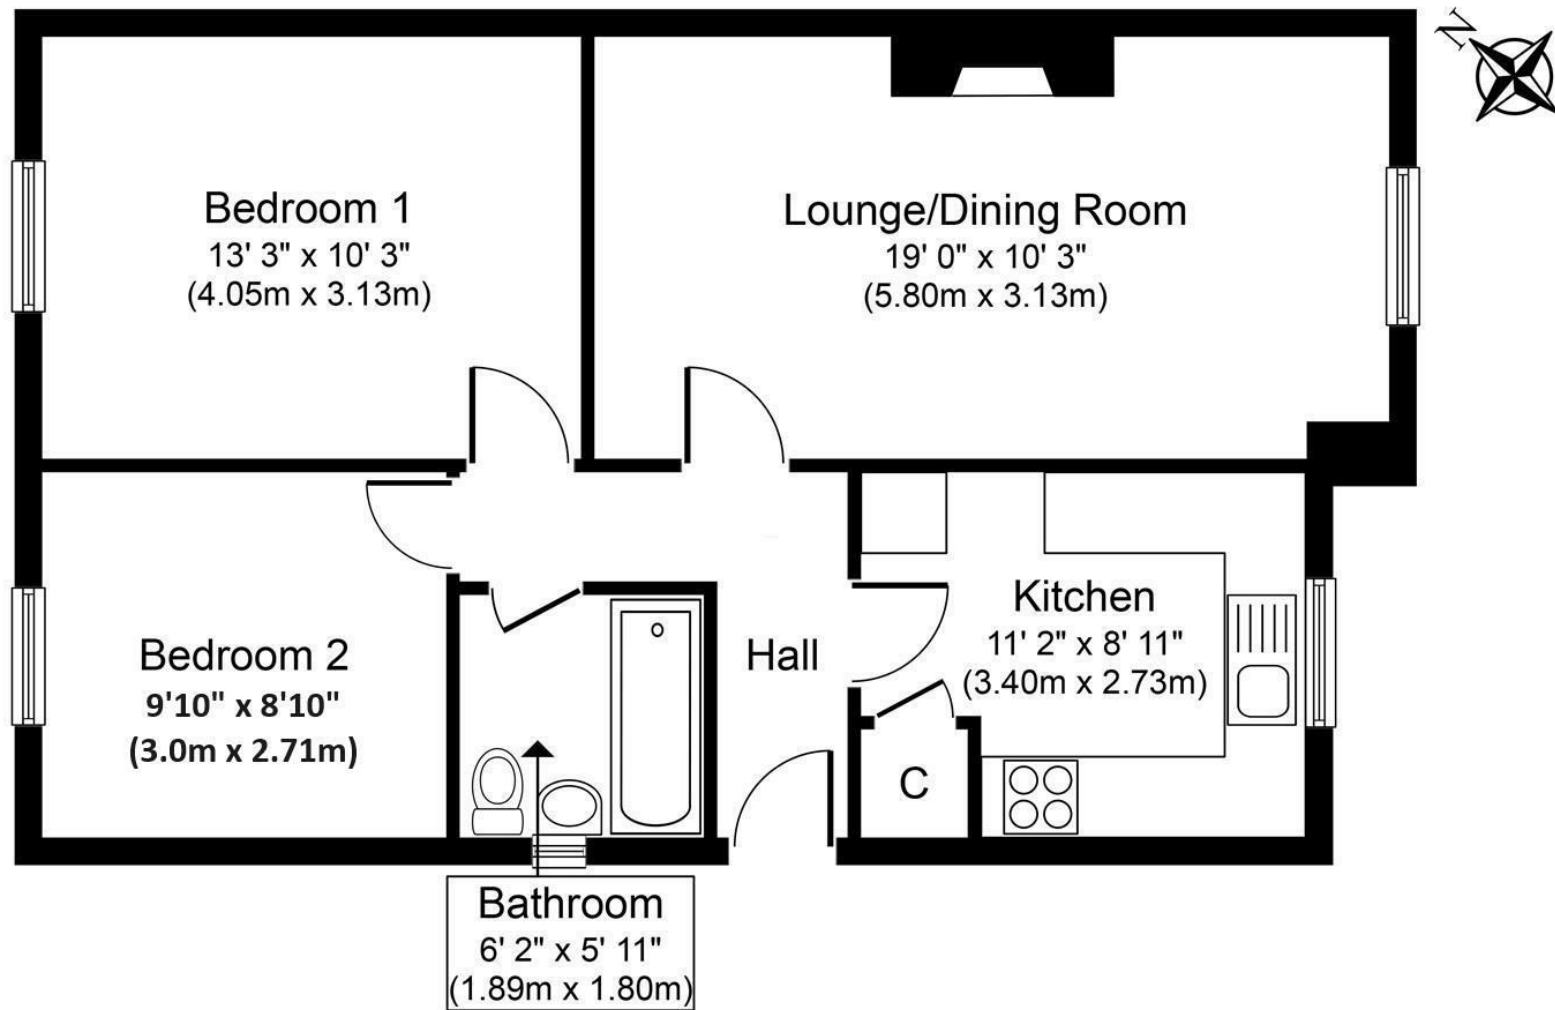 N
Bedroom 1
13' 3" x 10' 3"
(4.05m x 3.13m)
Lounge/Dining Room
19' 0" x 10' 3"
(5.80m x 3.13m)
Bedroom 2
9'10" x 8'10"
(3.0m x 2.71m)
Hall
Kitchen
11' 2" x 8' 11"
(3.40m x 2.73m)
C
Bathroom
6' 2" x 5' 11"
(1.89m x 1.80m)